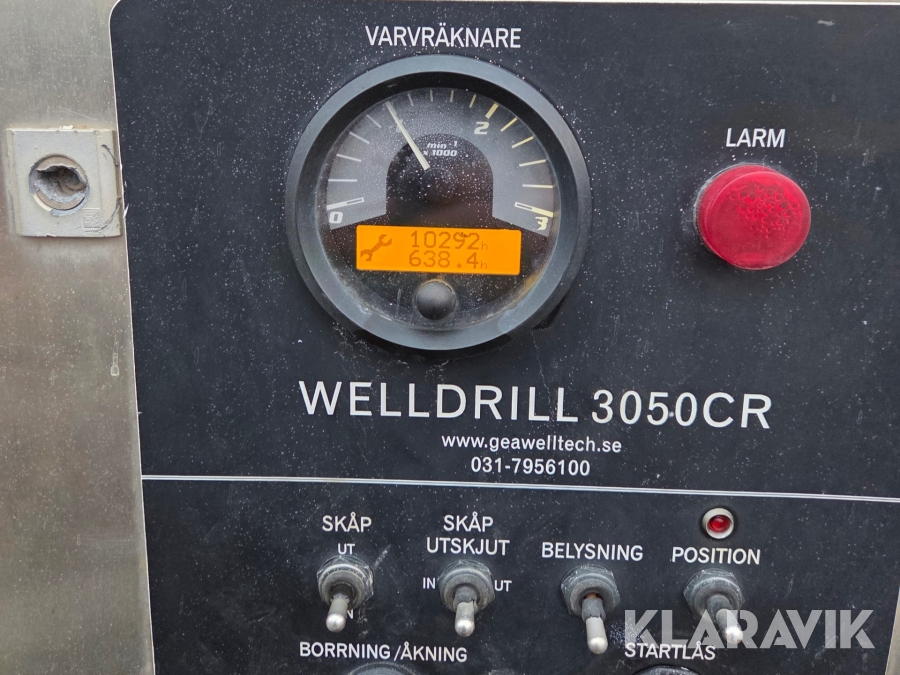 VARVRÄKNARE
LARM
2
min⁻¹
x 1000
0
3
10292h
638.4h
WELLDRILL 3050CR
www.geawelltech.se
031-7956100
SKÅP
UT
SKÅP
UTSKJUT
IN
UT
BELYSNING
POSITION
BORRNING/ÅKNING
STARTLÅS
KLARAVIK